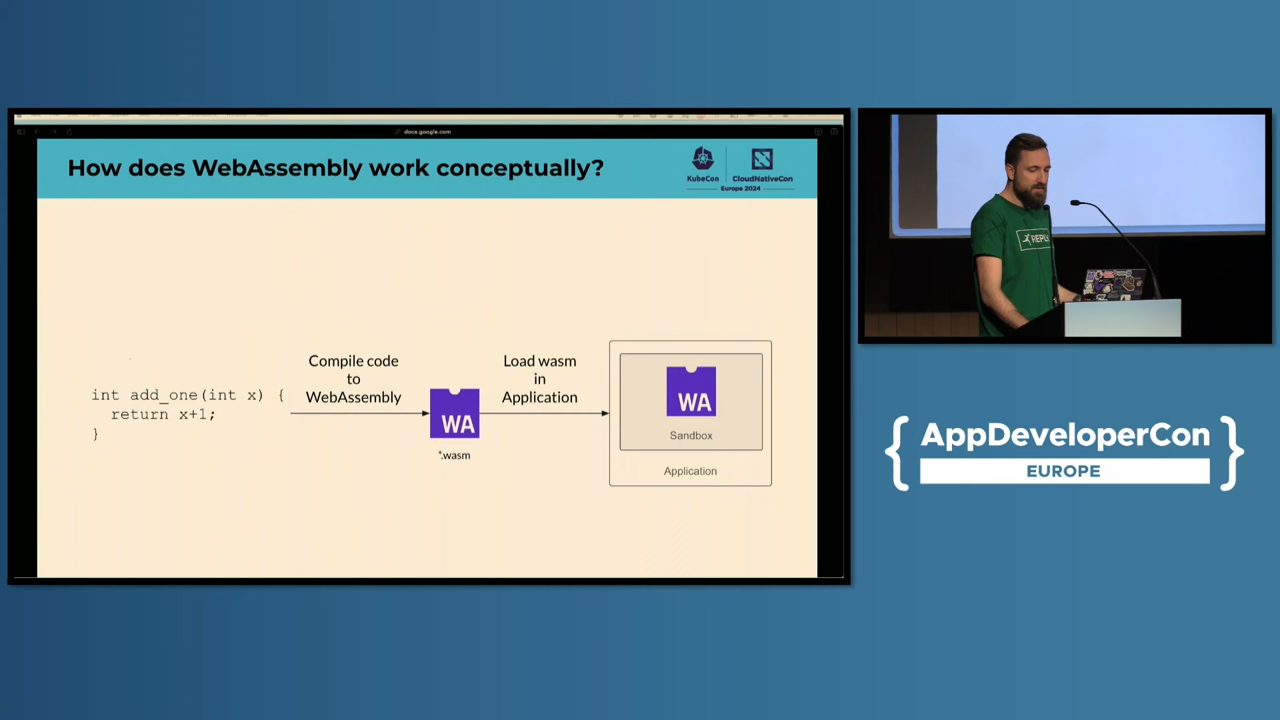 docs.google.com
How does WebAssembly work conceptually?
KubeCon
CloudNativeCon
Europe 2024
int add_one(int x) {
return x+1;
}
Compile code
to
WebAssembly
WA
*.wasm
Load wasm
in
Application
WA
Sandbox
Application
REPLY
{ AppDeveloperCon }
EUROPE